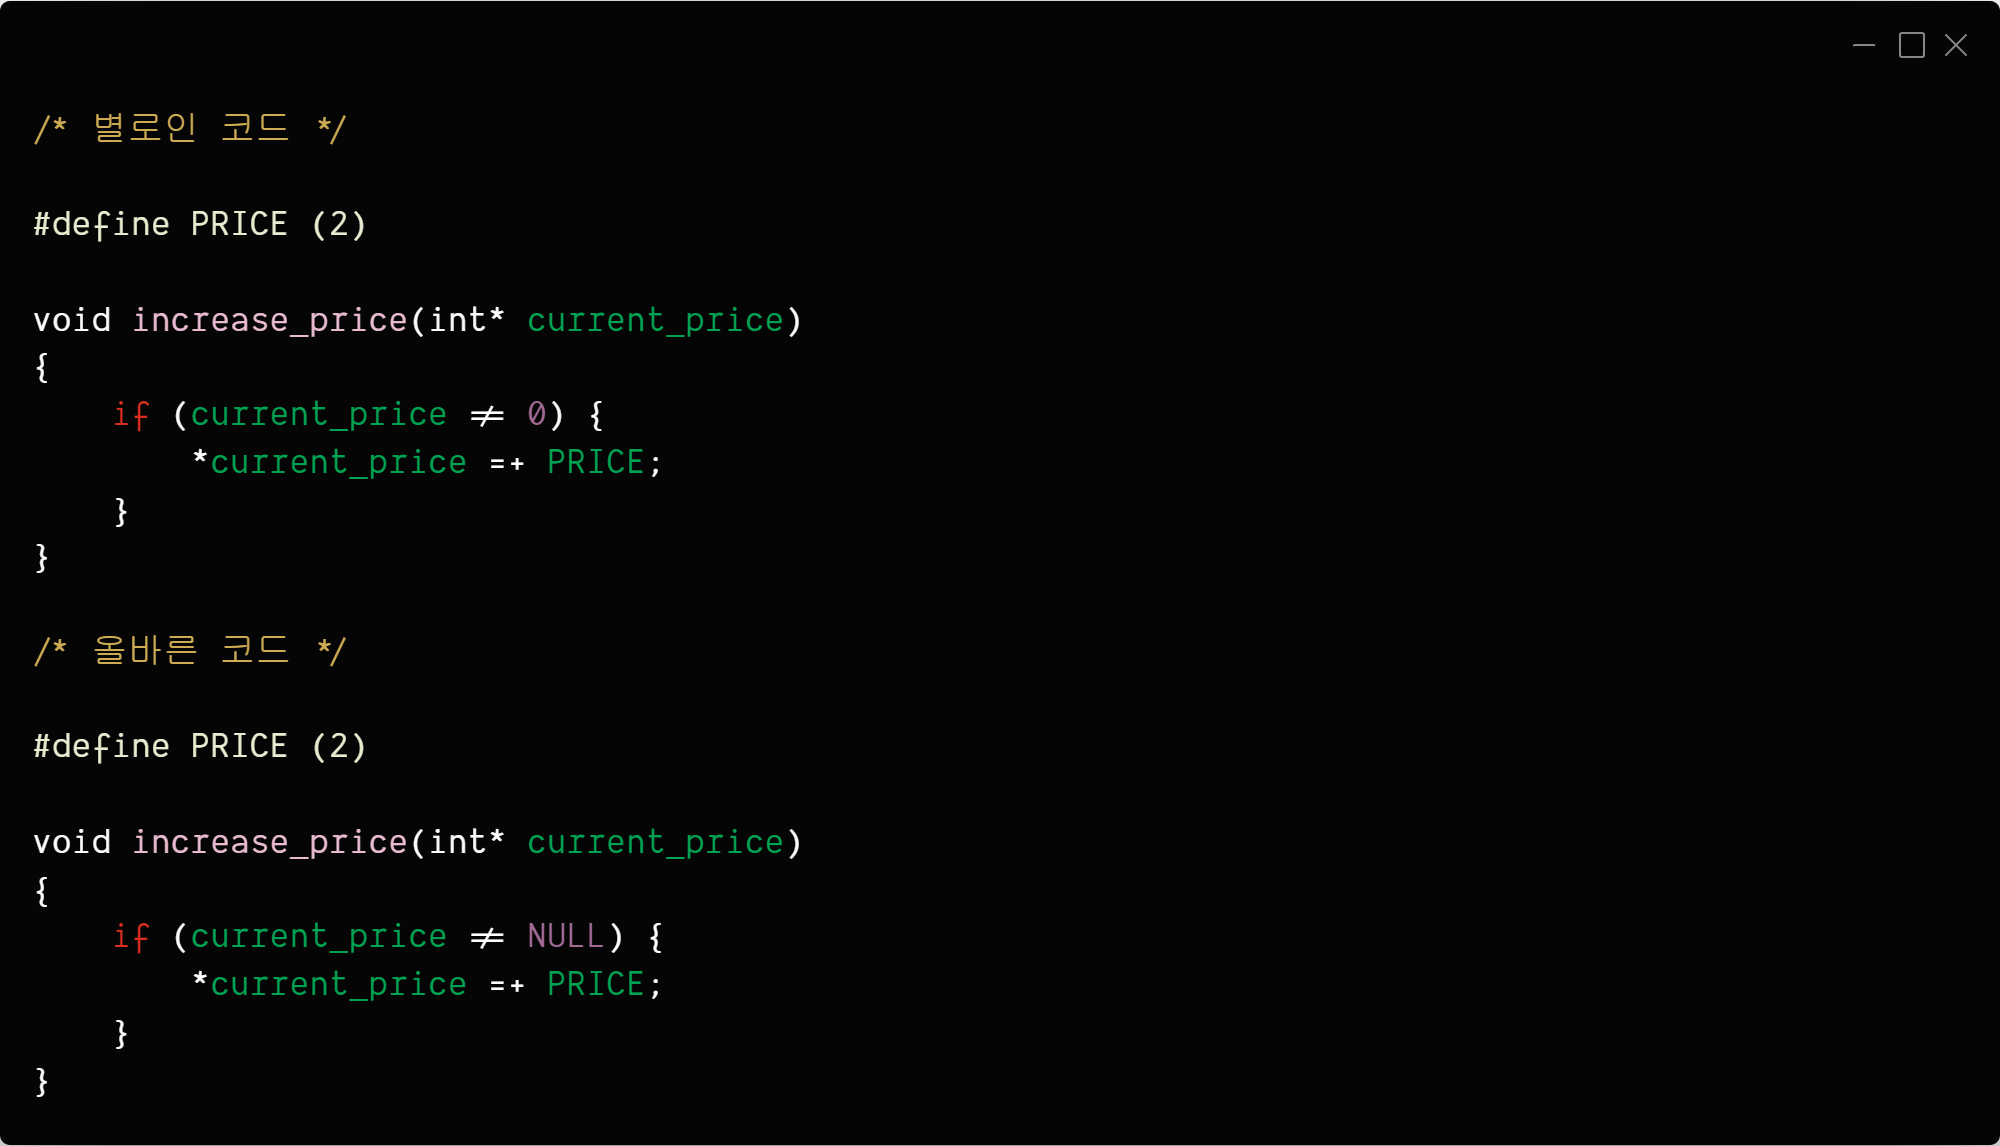 /* 별로인 코드 */
#define PRICE (2)
void increase_price(int* current_price)
{
if (current_price != 0) {
*current_price =+ PRICE;
}
}
/* 올바른 코드 */
#define PRICE (2)
void increase_price(int* current_price)
{
if (current_price != NULL) {
*current_price =+ PRICE;
}
}